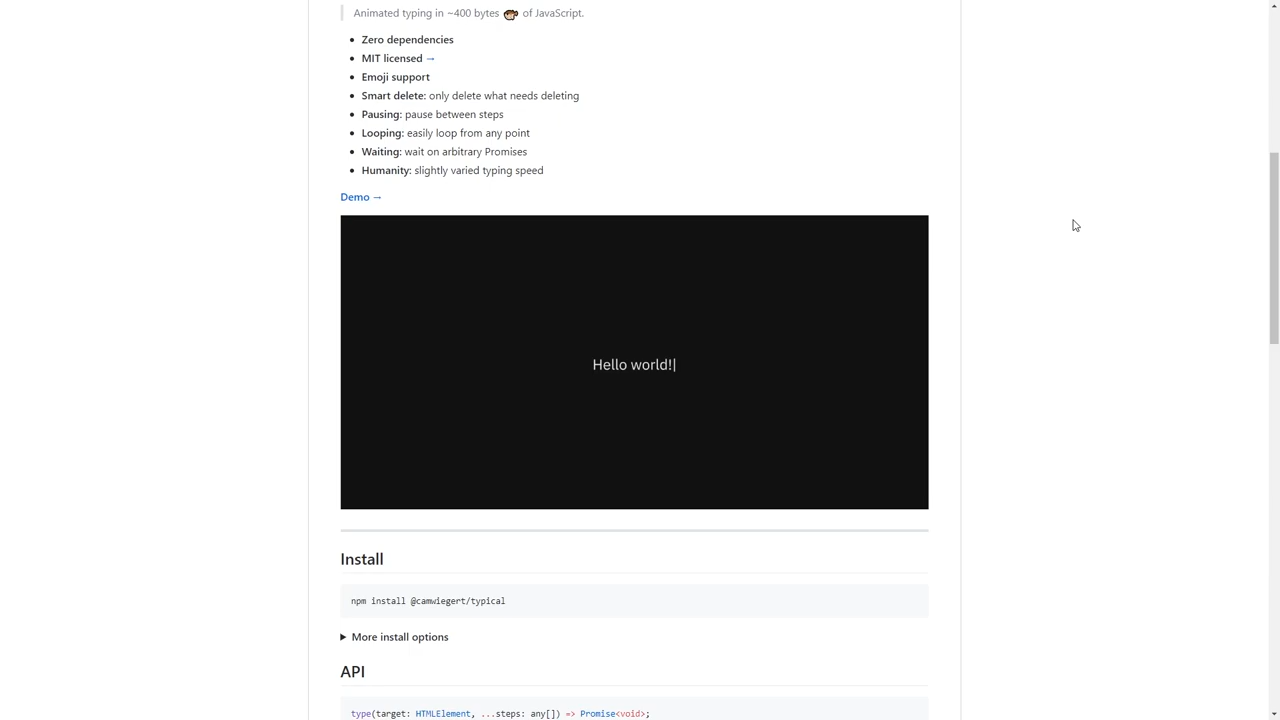 Animated typing in ~400 bytes 🐡 of JavaScript.
Zero dependencies
MIT licensed →
Emoji support
Smart delete: only delete what needs deleting
Pausing: pause between steps
Looping: easily loop from any point
Waiting: wait on arbitrary Promises
Humanity: slightly varied typing speed
Demo →
Hello world!|
Install
npm install @camwiegert/typical
More install options
API
type(target: HTMLElement, ...steps: any[]) => Promise<void>;